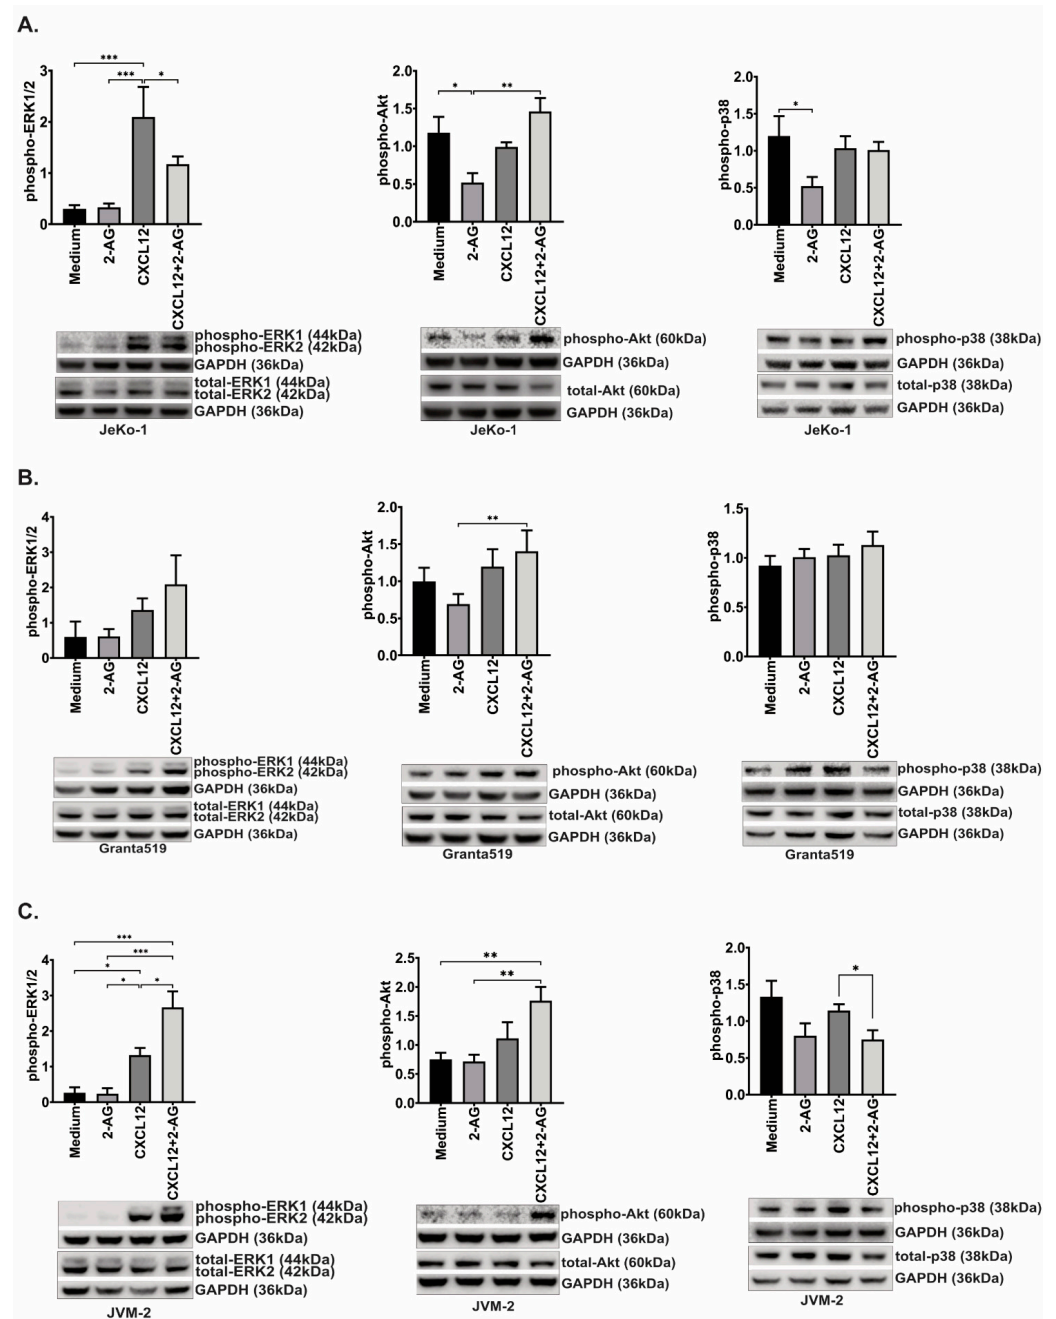 A.
phospho-ERK1/2
3
2
1
0
***
***
*
Medium
2-AG
CXCL12
CXCL12+2-AG
phospho-ERK1 (44kDa)
phospho-ERK2 (42kDa)
GAPDH (36kDa)
total-ERK1 (44kDa)
total-ERK2 (42kDa)
GAPDH (36kDa)
JeKo-1
phospho-Akt
2.0
1.5
1.0
0.5
0.0
*
**
Medium
2-AG
CXCL12
CXCL12+2-AG
phospho-Akt (60kDa)
GAPDH (36kDa)
total-Akt (60kDa)
GAPDH (36kDa)
JeKo-1
phospho-p38
2.0
1.5
1.0
0.5
0.0
*
Medium
2-AG
CXCL12
CXCL12+2-AG
phospho-p38 (38kDa)
GAPDH (36kDa)
total-p38 (38kDa)
GAPDH (36kDa)
JeKo-1
B.
phospho-ERK1/2
4
3
2
1
0
Medium
2-AG
CXCL12
CXCL12+2-AG
phospho-ERK1 (44kDa)
phospho-ERK2 (42kDa)
GAPDH (36kDa)
total-ERK1 (44kDa)
total-ERK2 (42kDa)
GAPDH (36kDa)
Granta519
phospho-Akt
2.0
1.5
1.0
0.5
0.0
**
Medium
2-AG
CXCL12
CXCL12+2-AG
phospho-Akt (60kDa)
GAPDH (36kDa)
total-Akt (60kDa)
GAPDH (36kDa)
Granta519
phospho-p38
1.5
1.0
0.5
0.0
Medium
2-AG
CXCL12
CXCL12+2-AG
phospho-p38 (38kDa)
GAPDH (36kDa)
total-p38 (38kDa)
GAPDH (36kDa)
Granta519
C.
phospho-ERK1/2
4
3
2
1
0
***
***
*
*
*
Medium
2-AG
CXCL12
CXCL12+2-AG
phospho-ERK1 (44kDa)
phospho-ERK2 (42kDa)
GAPDH (36kDa)
total-ERK1 (44kDa)
total-ERK2 (42kDa)
GAPDH (36kDa)
JVM-2
phospho-Akt
2.5
2.0
1.5
1.0
0.5
0.0
**
**
Medium
2-AG
CXCL12
CXCL12+2-AG
phospho-Akt (60kDa)
GAPDH (36kDa)
total-Akt (60kDa)
GAPDH (36kDa)
JVM-2
phospho-p38
2.0
1.5
1.0
0.5
0.0
*
Medium
2-AG
CXCL12
CXCL12+2-AG
phospho-p38 (38kDa)
GAPDH (36kDa)
total-p38 (38kDa)
GAPDH (36kDa)
JVM-2